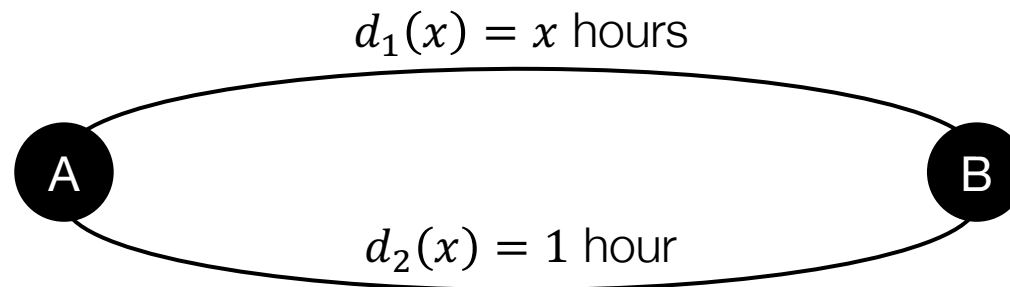 d₁(x) = x hours
A
B
d₂(x) = 1 hour